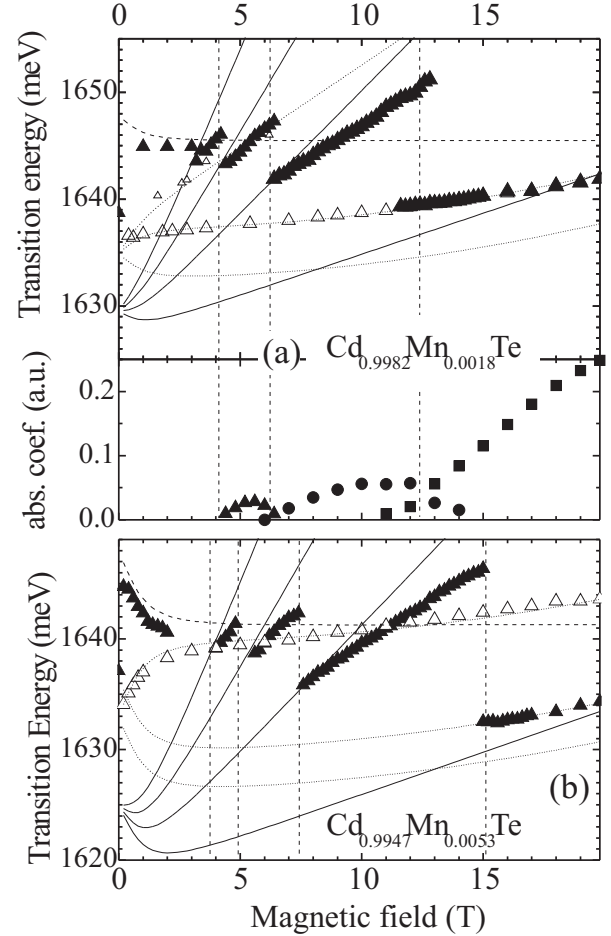 0 5 10 15
1650
1640
1630
Transition energy (meV)
(a) Cd0.9982Mn0.0018Te
0.2
0.1
0.0
abs. coef. (a.u.)
1640
1630
1620
Transition Energy (meV)
(b)
Cd0.9947Mn0.0053Te
0 5 10 15
Magnetic field (T)